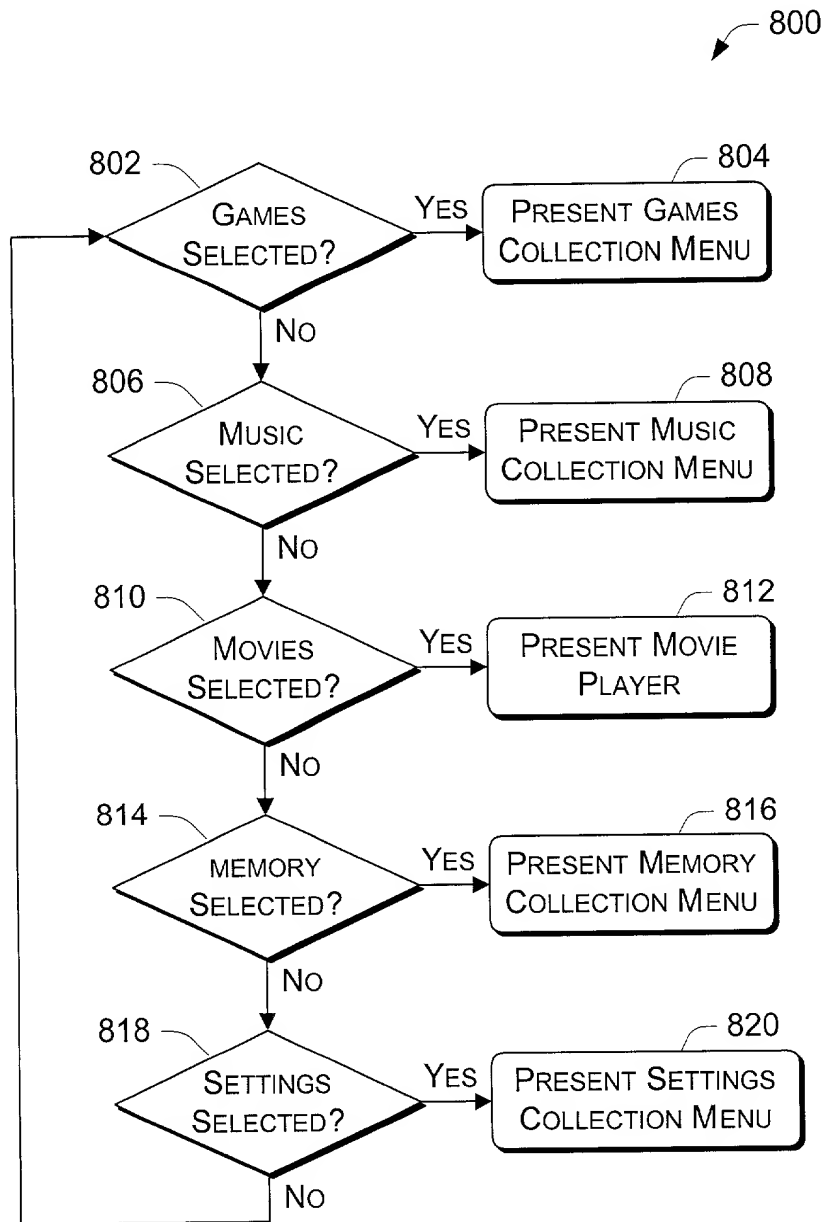 800
802
GAMES
SELECTED?
YES
804
PRESENT GAMES
COLLECTION MENU
NO
806
MUSIC
SELECTED?
YES
808
PRESENT MUSIC
COLLECTION MENU
NO
810
MOVIES
SELECTED?
YES
812
PRESENT MOVIE
PLAYER
NO
814
MEMORY
SELECTED?
YES
816
PRESENT MEMORY
COLLECTION MENU
NO
818
SETTINGS
SELECTED?
YES
820
PRESENT SETTINGS
COLLECTION MENU
NO